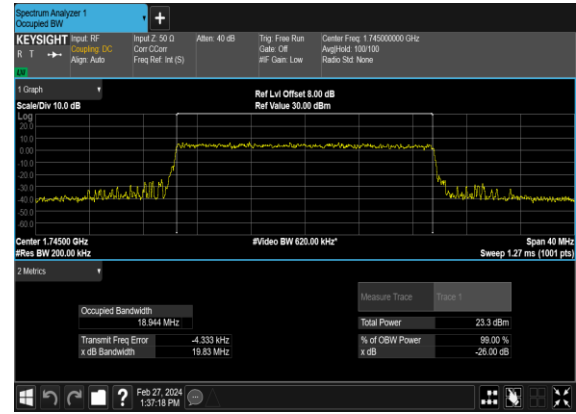 Spectrum Analyzer 1
Occupied BW
+
KEYSIGHT
R T
LW
Input: RF
Coupling: DC
Align: Auto
Input Z: 50 Ω
Corr CCorr
Freq Ref: Int (S)
Atten: 40 dB
Trig: Free Run
Gate: Off
#IF Gain: Low
Center Freq: 1.745000000 GHz
Avg|Hold: 100/100
Radio Std: None
1 Graph
Scale/Div 10.0 dB
Ref Lvl Offset 8.00 dB
Ref Value 30.00 dBm
Log
20.0
10.0
0.00
-10.0
-20.0
-30.0
-40.0
-50.0
-60.0
Center 1.74500 GHz
#Res BW 200.00 kHz
#Video BW 620.00 kHz*
Span 40 MHz
Sweep 1.27 ms (1001 pts)
2 Metrics
Measure Trace
Trace 1
Occupied Bandwidth
18.944 MHz
Total Power
23.3 dBm
Transmit Freq Error
-4.333 kHz
% of OBW Power
99.00 %
x dB Bandwidth
19.83 MHz
x dB
-26.00 dB
?
Feb 27, 2024
1:37:18 PM